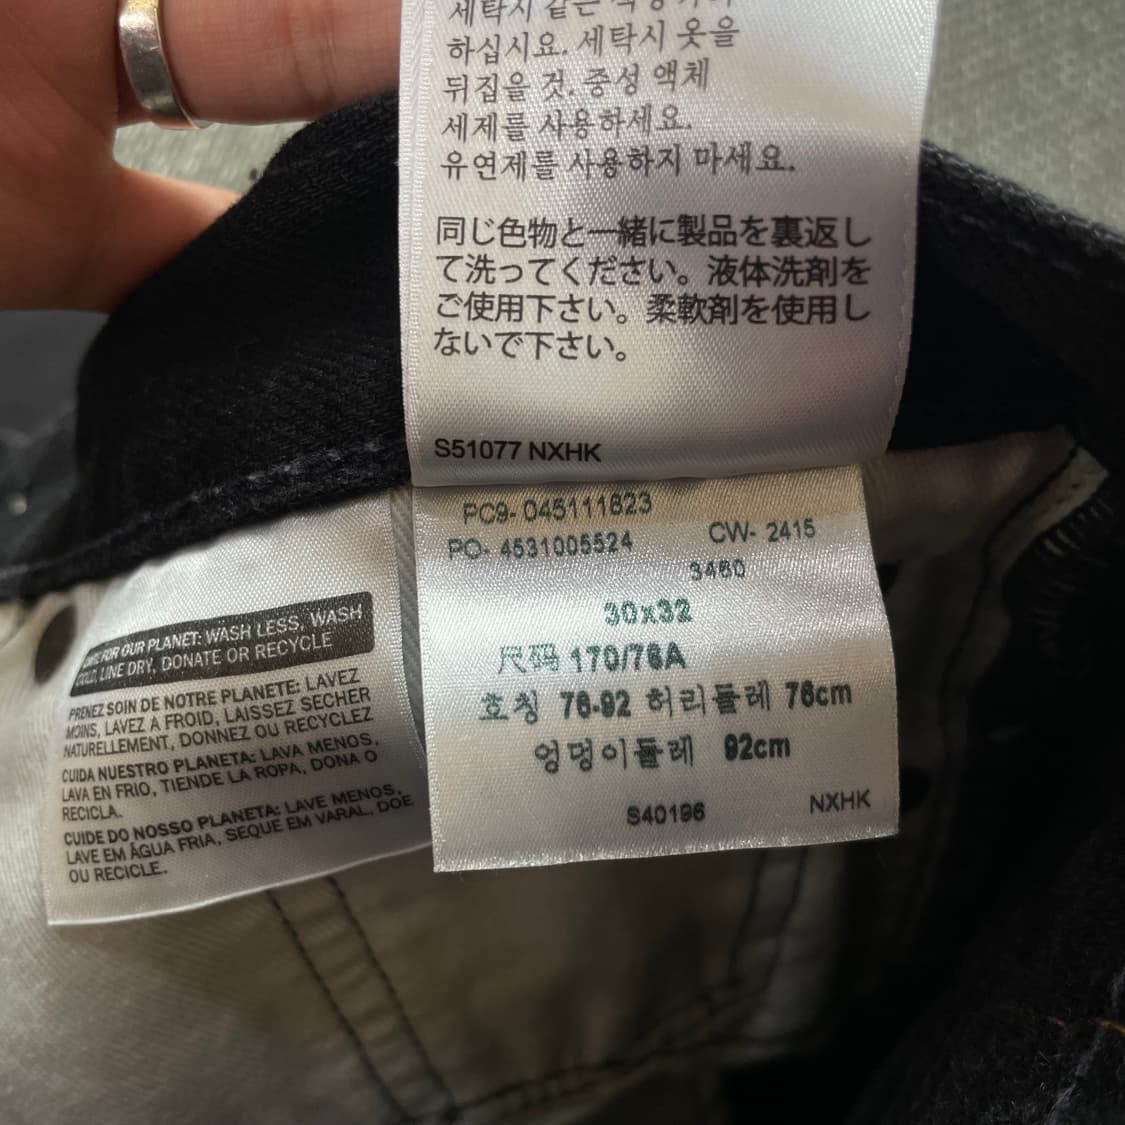 세탁시 같은
하십시요. 세탁시 옷을
뒤집을 것. 중성 액체
세제를 사용하세요.
유연제를 사용하지 마세요.
同じ色物と一緒に製品を裏返し
て洗ってください。液体洗剤を
ご使用下さい。柔軟剤を使用し
ないで下さい。
S51077 NXHK
PC9- 045111823
PO- 4531005524 CW- 2415
3460
30x32
尺码 170/76A
호칭 76-92 허리둘레 76cm
엉덩이둘레 92cm
S40196 NXHK
CARE FOR OUR PLANET: WASH LESS, WASH
COLD, LINE DRY, DONATE OR RECYCLE
PRENEZ SOIN DE NOTRE PLANETE: LAVEZ
MOINS, LAVEZ A FROID, LAISSEZ SECHER
NATURELLEMENT, DONNEZ OU RECYCLEZ
CUIDA NUESTRO PLANETA: LAVA MENOS,
LAVA EN FRIO, TIENDE LA ROPA, DONA O
RECICLA.
CUIDE DO NOSSO PLANETA: LAVE MENOS,
LAVE EM ÁGUA FRIA, SEQUE EM VARAL, DOE
OU RECICLE.